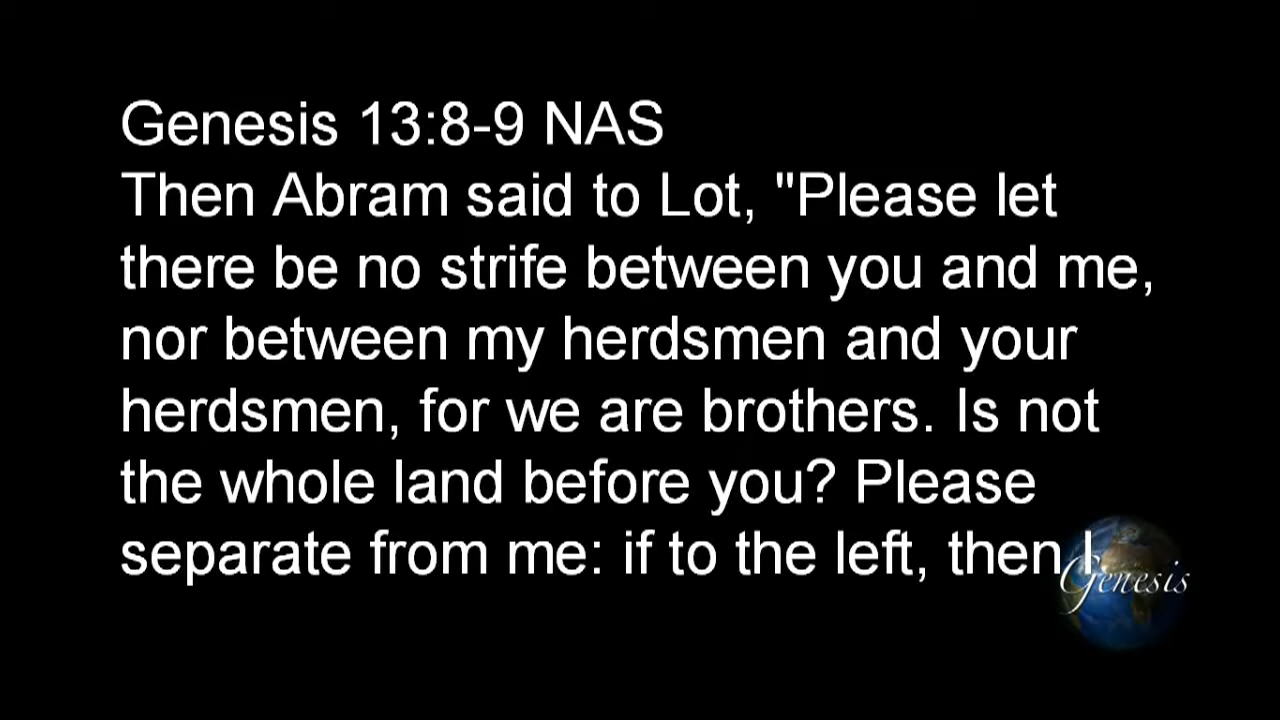 Genesis 13:8-9 NAS
Then Abram said to Lot, "Please let
there be no strife between you and me,
nor between my herdsmen and your
herdsmen, for we are brothers. Is not
the whole land before you? Please
separate from me: if to the left, then I
Genesis